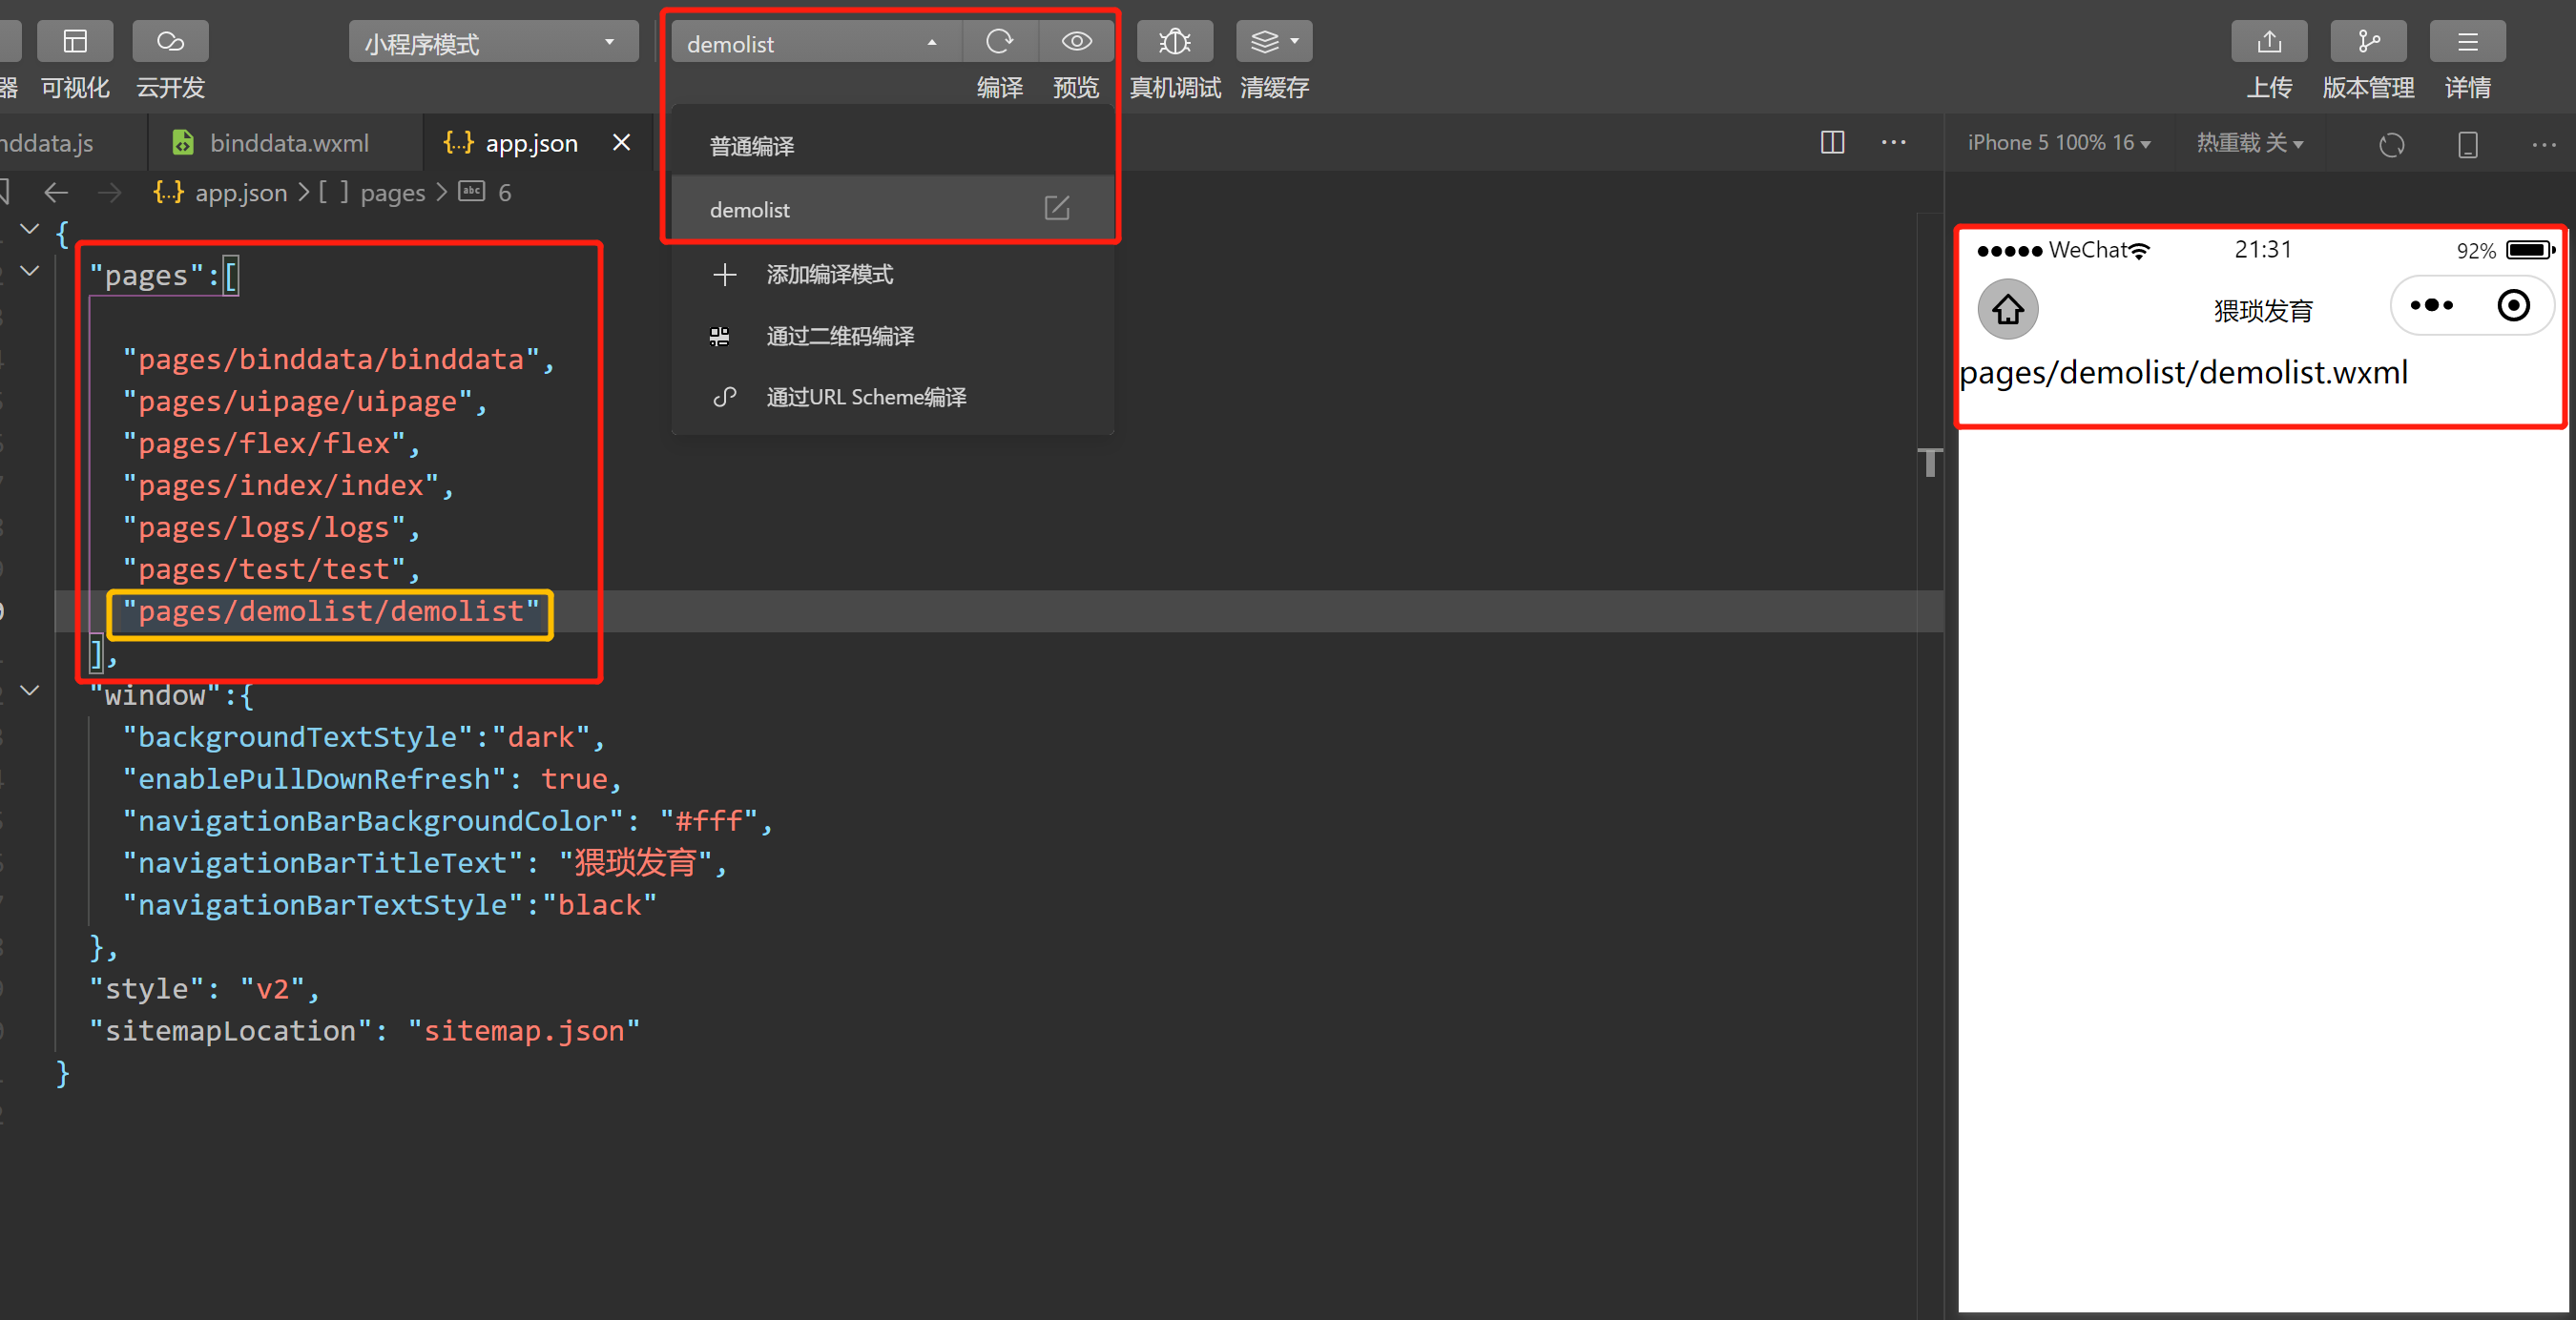 小程序模式
demolist
器 可视化 云开发
编译 预览 真机调试 清缓存
上传 版本管理 详情
nddata.js
binddata.wxml
app.json
iPhone 5 100% 16
热重载 关
app.json
[ ] pages
abc 6
普通编译
demolist
添加编译模式
通过二维码编译
通过URL Scheme编译
{
"pages":[
"pages/binddata/binddata",
"pages/uipage/uipage",
"pages/flex/flex",
"pages/index/index",
"pages/logs/logs",
"pages/test/test",
"pages/demolist/demolist"
],
"window":{
"backgroundTextStyle":"dark",
"enablePullDownRefresh": true,
"navigationBarBackgroundColor": "#fff",
"navigationBarTitleText": "猥琐发育",
"navigationBarTextStyle":"black"
},
"style": "v2",
"sitemapLocation": "sitemap.json"
}
WeChat 21:31 92%
猥琐发育
pages/demolist/demolist.wxml